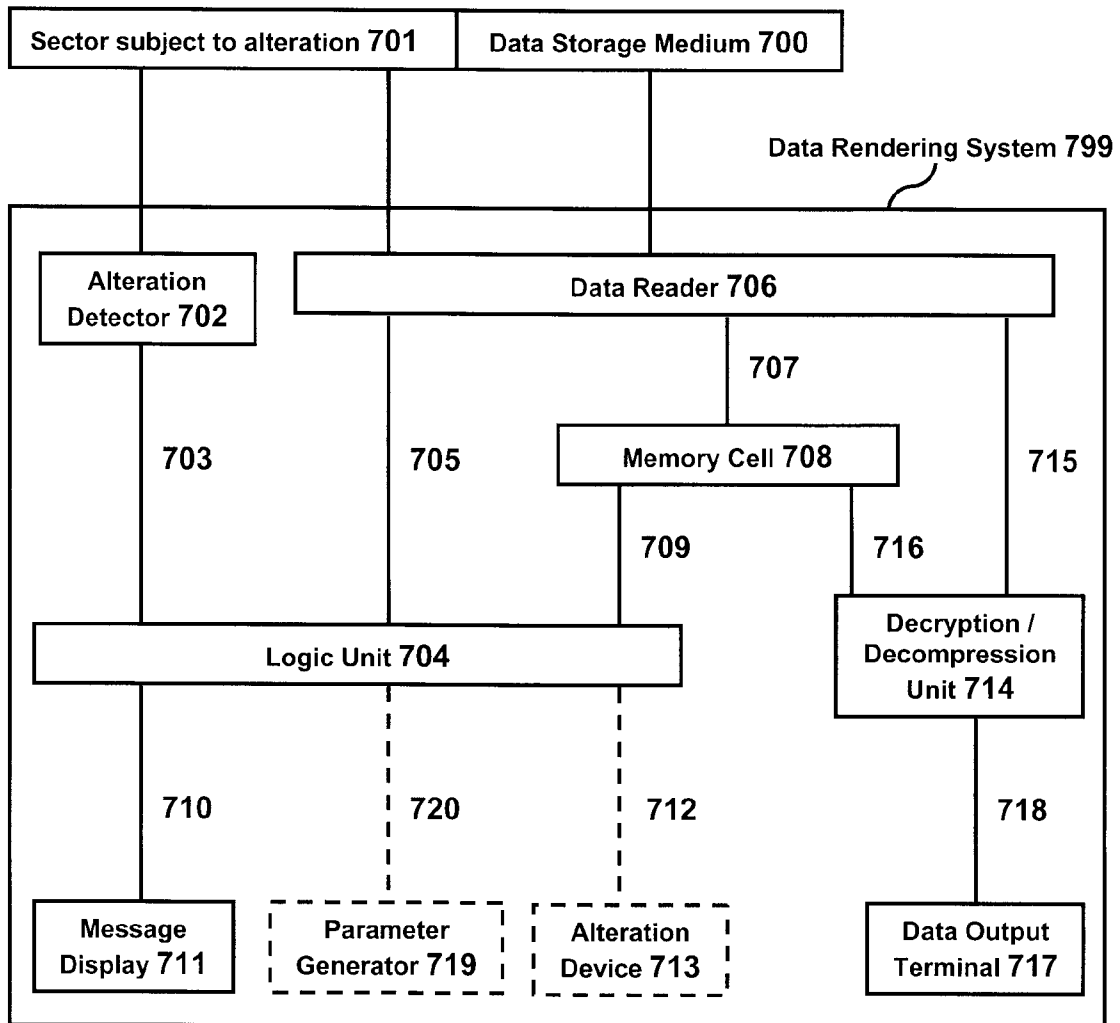 Sector subject to alteration 701
Data Storage Medium 700
Data Rendering System 799
Alteration
Detector 702
Data Reader 706
707
703
705
Memory Cell 708
715
709
716
Logic Unit 704
Decryption /
Decompression
Unit 714
710
720
712
718
Message
Display 711
Parameter
Generator 719
Alteration
Device 713
Data Output
Terminal 717